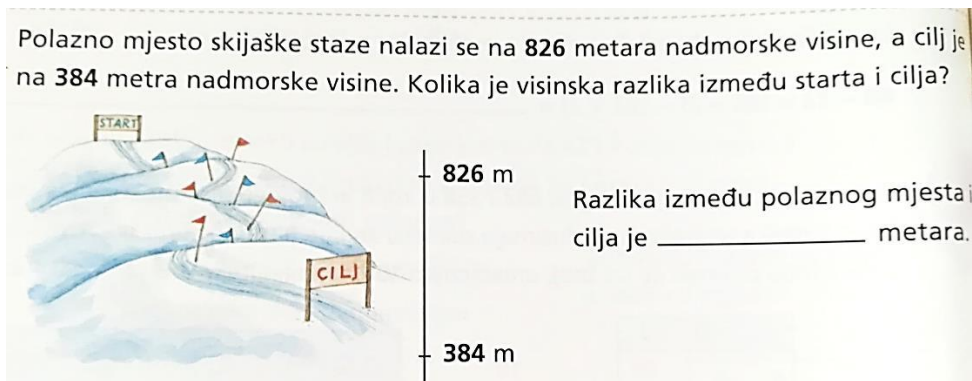 Polazno mjesto skijaške staze nalazi se na 826 metara nadmorske visine, a cilj je
na 384 metra nadmorske visine. Kolika je visinska razlika između starta i cilja?
START
826 m
Razlika između polaznog mjesta i
cilja je ____________ metara.
CILJ
384 m